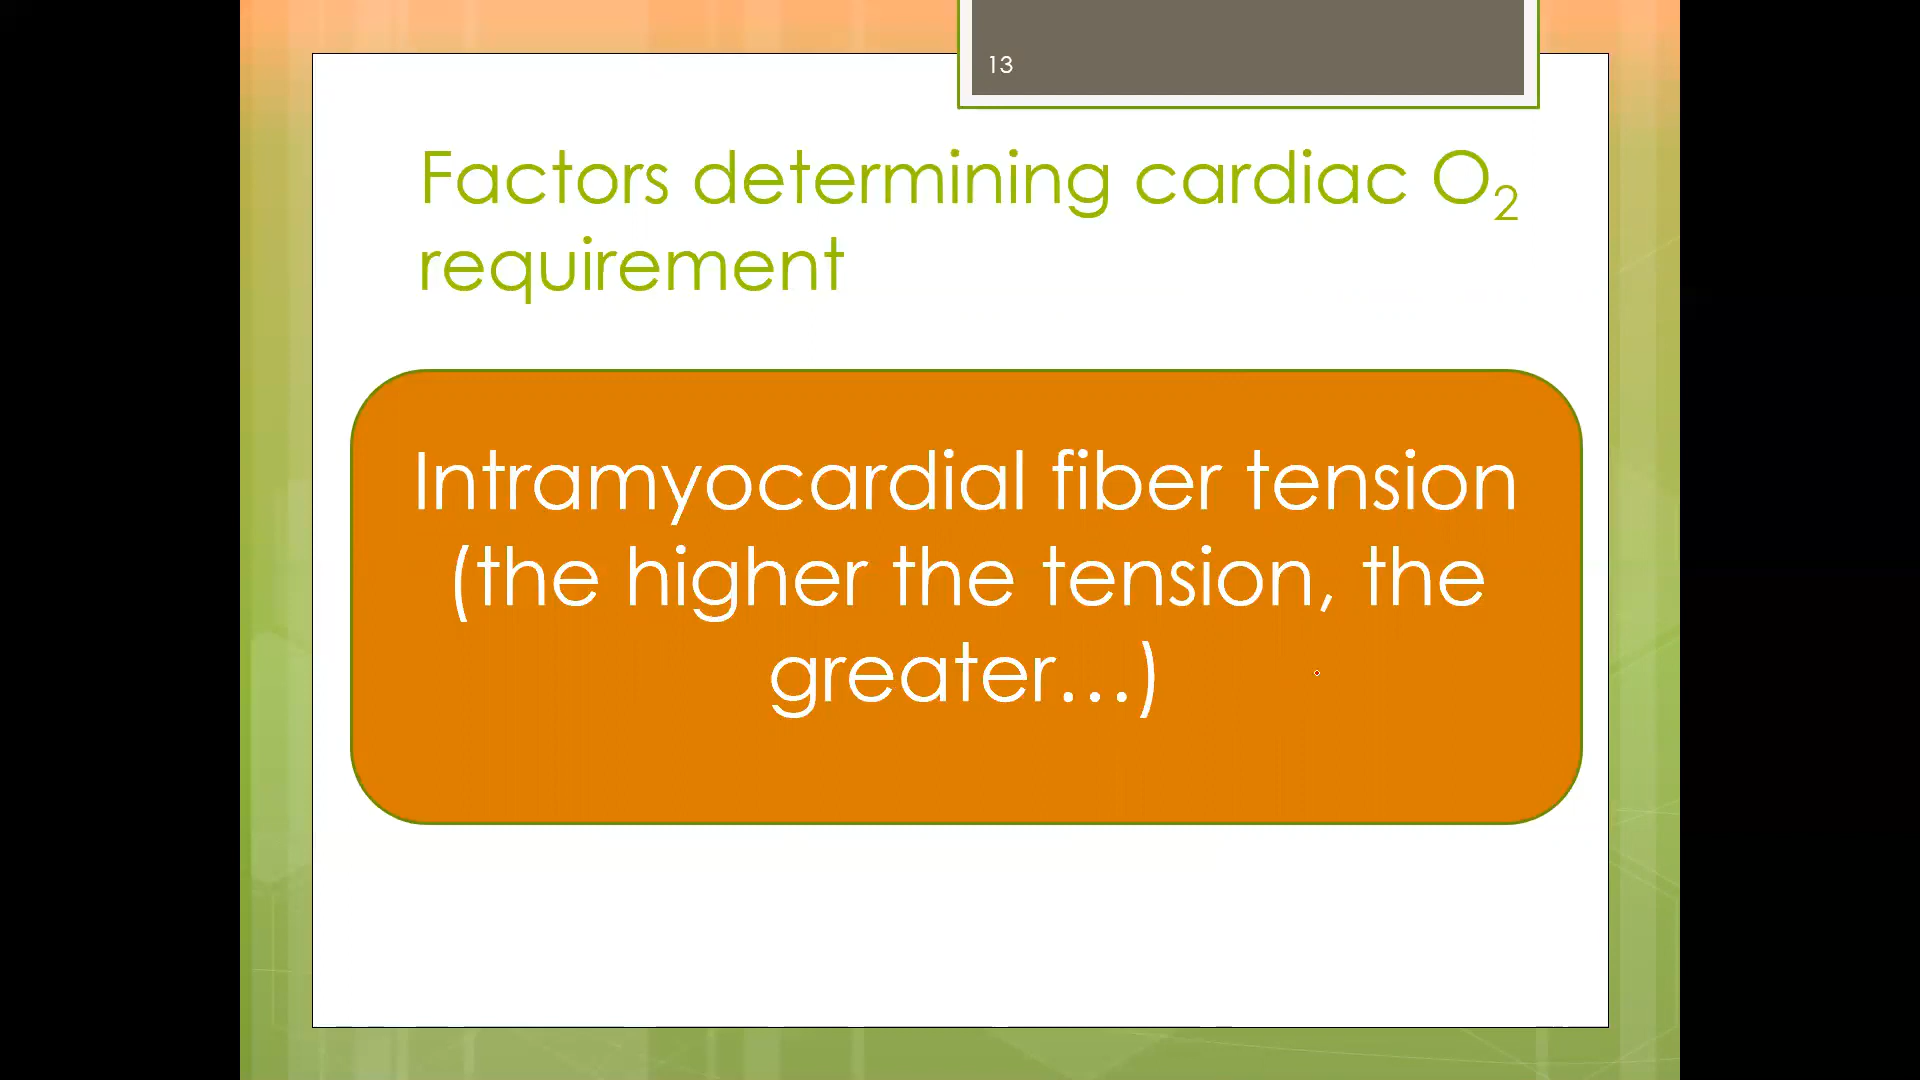 13
Factors determining cardiac O₂
requirement
Intramyocardial fiber tension
(the higher the tension, the
greater…)